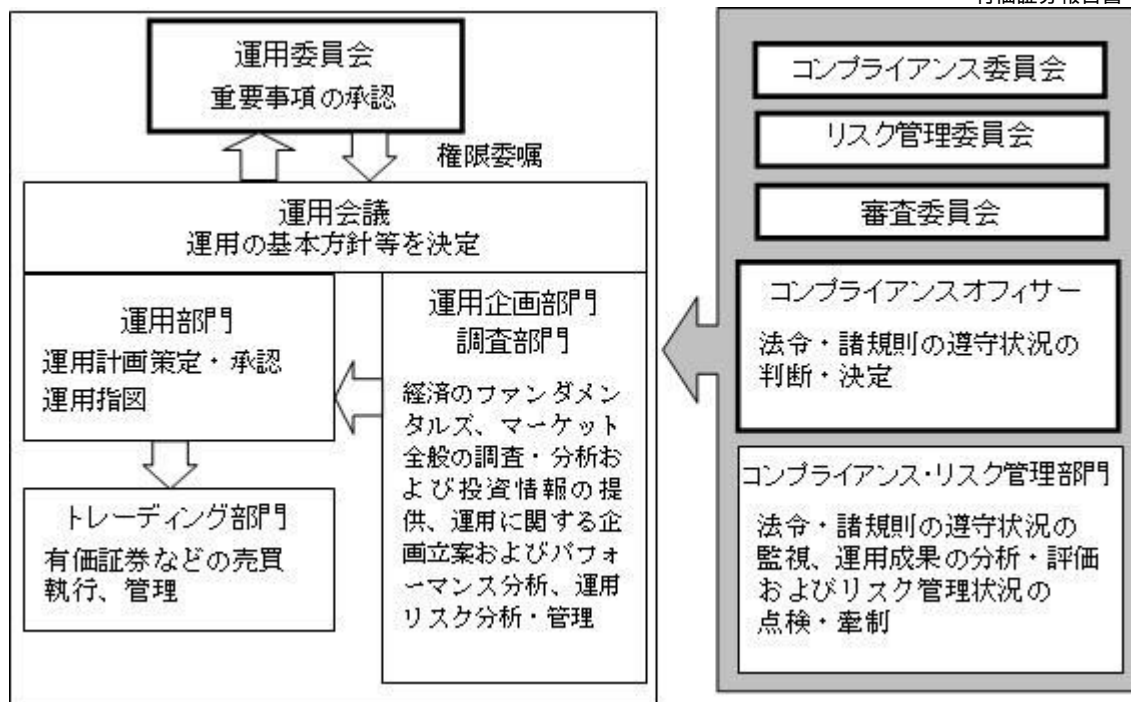 運用委員会
重要事項の承認
権限委嘱
運用会議
運用の基本方針等を決定
運用部門
運用計画策定・承認
運用指図
トレーディング部門
有価証券などの売買
執行、管理
運用企画部門
調査部門
経済のファンダメン
タルズ、マーケット
全般の調査・分析お
よび投資情報の提
供、運用に関する企
画立案およびパフォ
ーマンス分析、運用
リスク分析・管理
コンプライアンス委員会
リスク管理委員会
審査委員会
コンプライアンスオフィサー
法令・諸規則の遵守状況の
判断・決定
コンプライアンス・リスク管理部門
法令・諸規則の遵守状況の
監視、運用成果の分析・評価
およびリスク管理状況の
点検・牽制